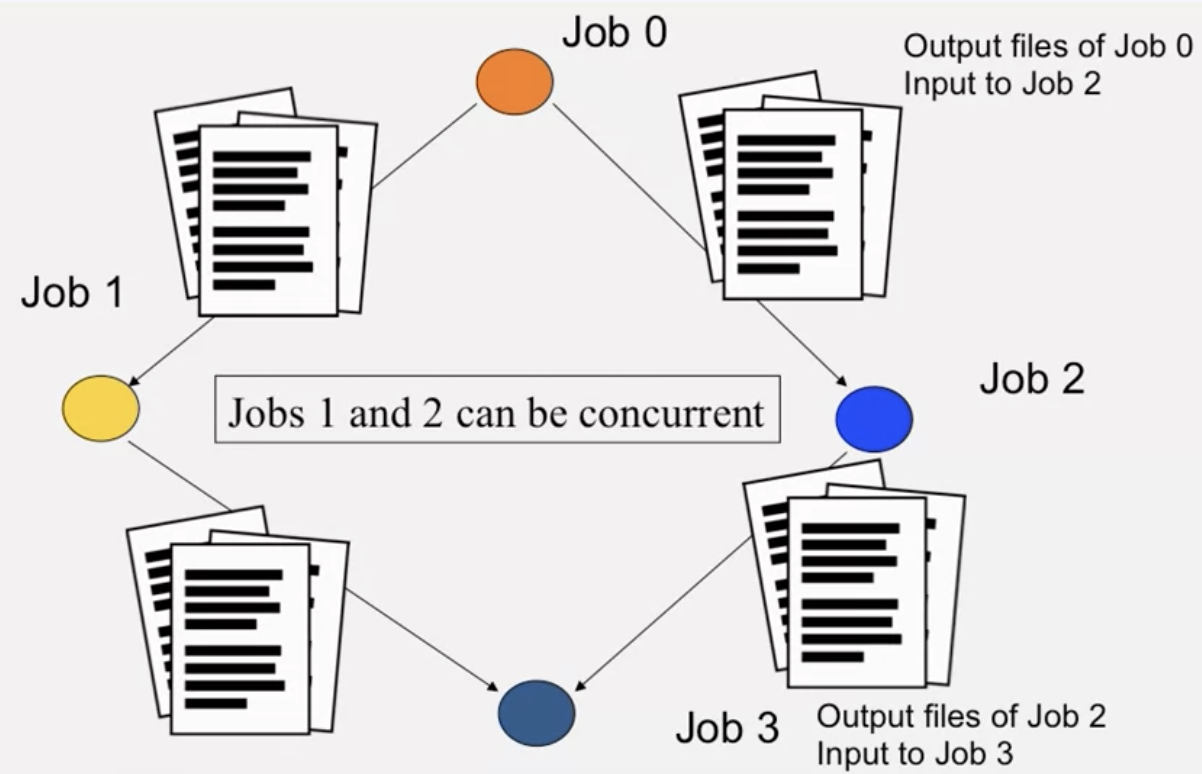 Job 0
Output files of Job 0
Input to Job 2
Job 1
Job 2
Jobs 1 and 2 can be concurrent
Job 3
Output files of Job 2
Input to Job 3